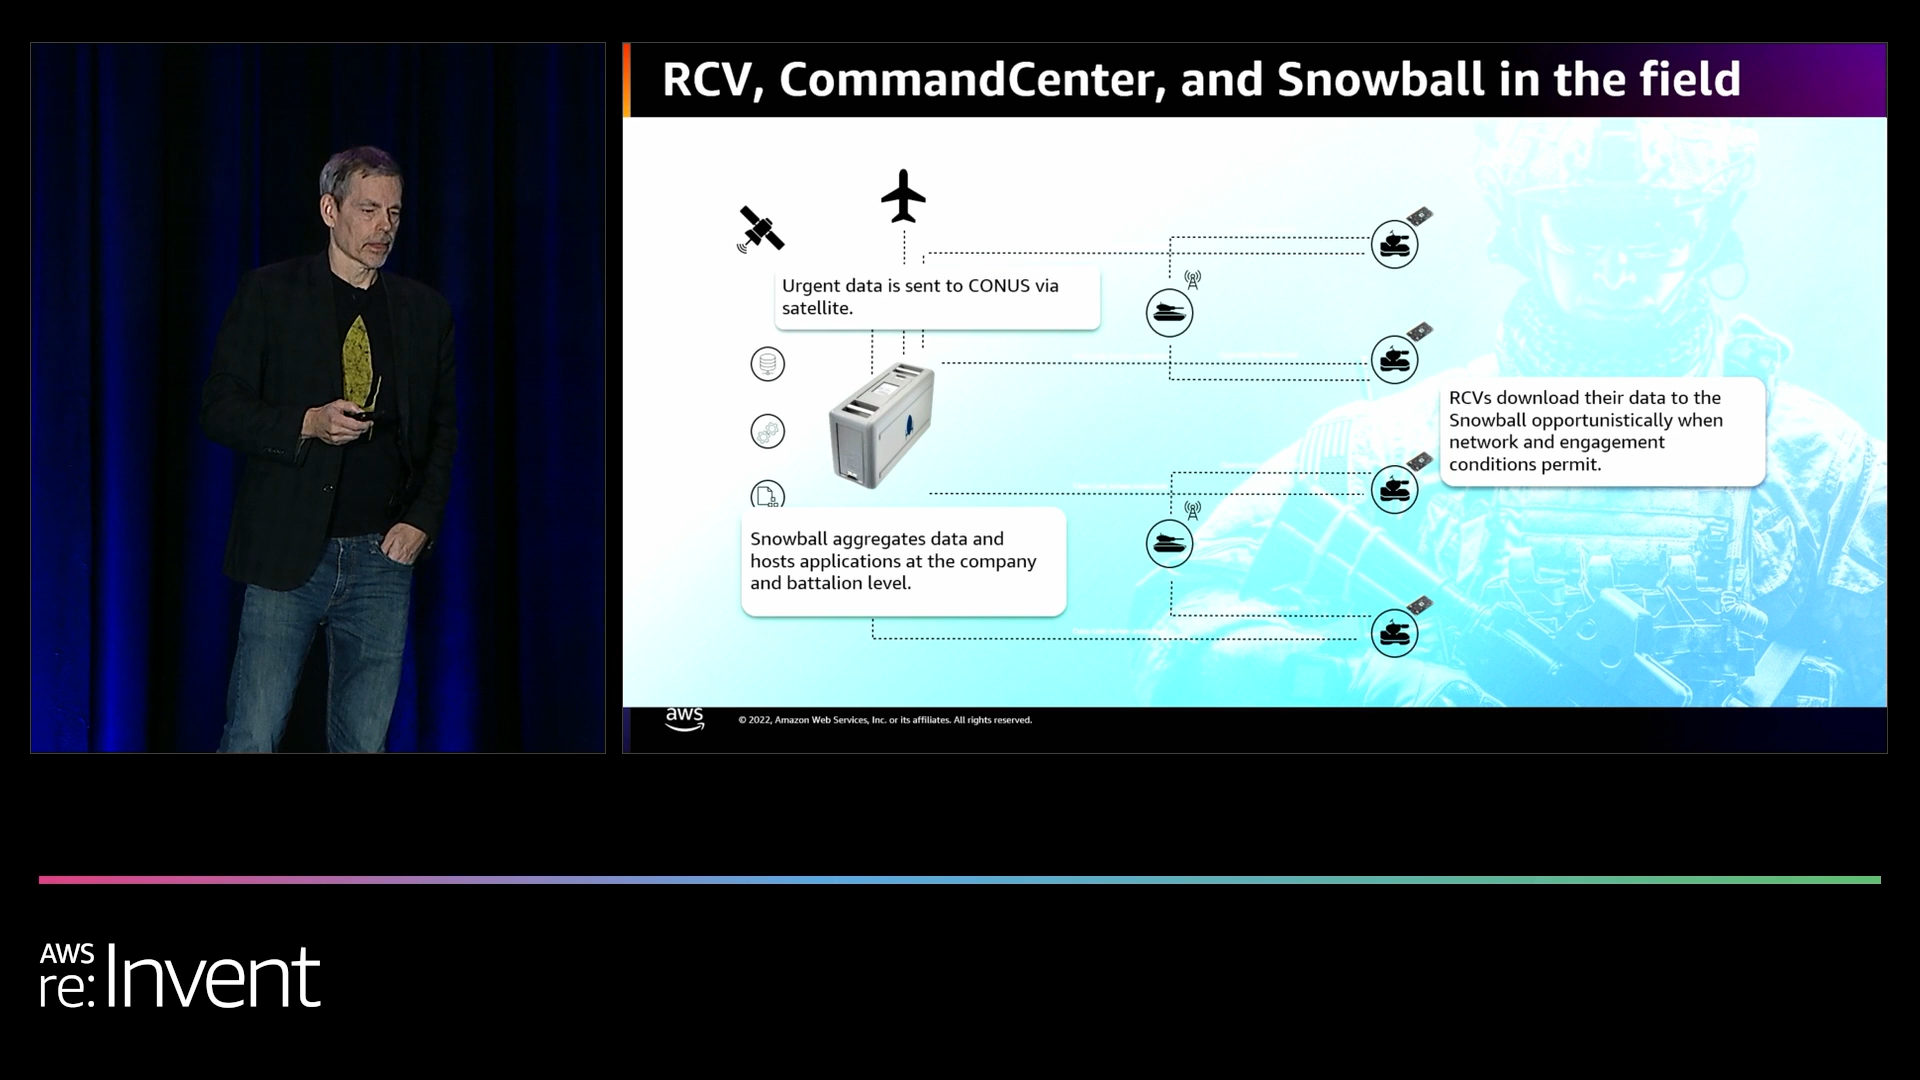 RCV, CommandCenter, and Snowball in the field
Urgent data is sent to CONUS via
satellite.
RCVs download their data to the
Snowball opportunistically when
network and engagement
conditions permit.
Snowball aggregates data and
hosts applications at the company
and battalion level.
aws
© 2022, Amazon Web Services, Inc. or its affiliates. All rights reserved.
AWS
re:Invent